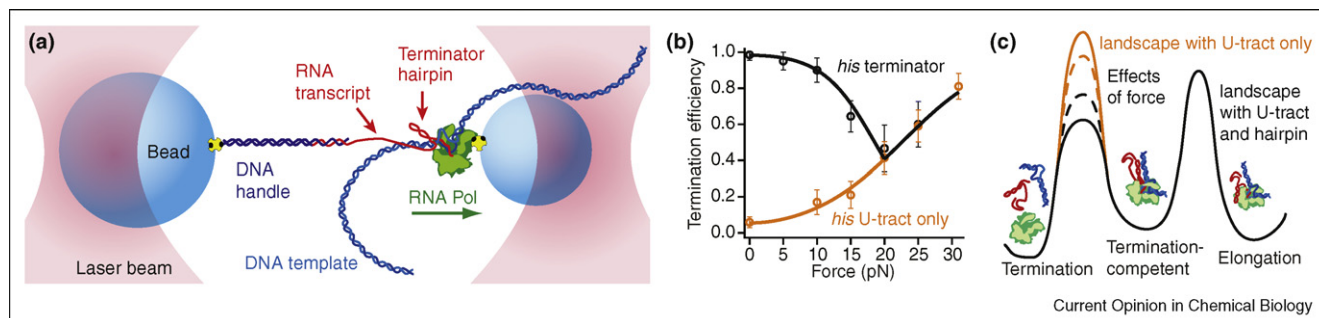 (a)
RNA
transcript
Terminator
hairpin
Bead
DNA
handle
RNA Pol
Laser beam
DNA template
(b)
Termination efficiency
1.0
0.8
0.6
0.4
0.2
0
his terminator
his U-tract only
0 5 10 15 20 25 30
Force (pN)
(c)
landscape with U-tract only
Effects
of force
landscape
with U-tract
and hairpin
Termination
Termination-
competent
Elongation
Current Opinion in Chemical Biology